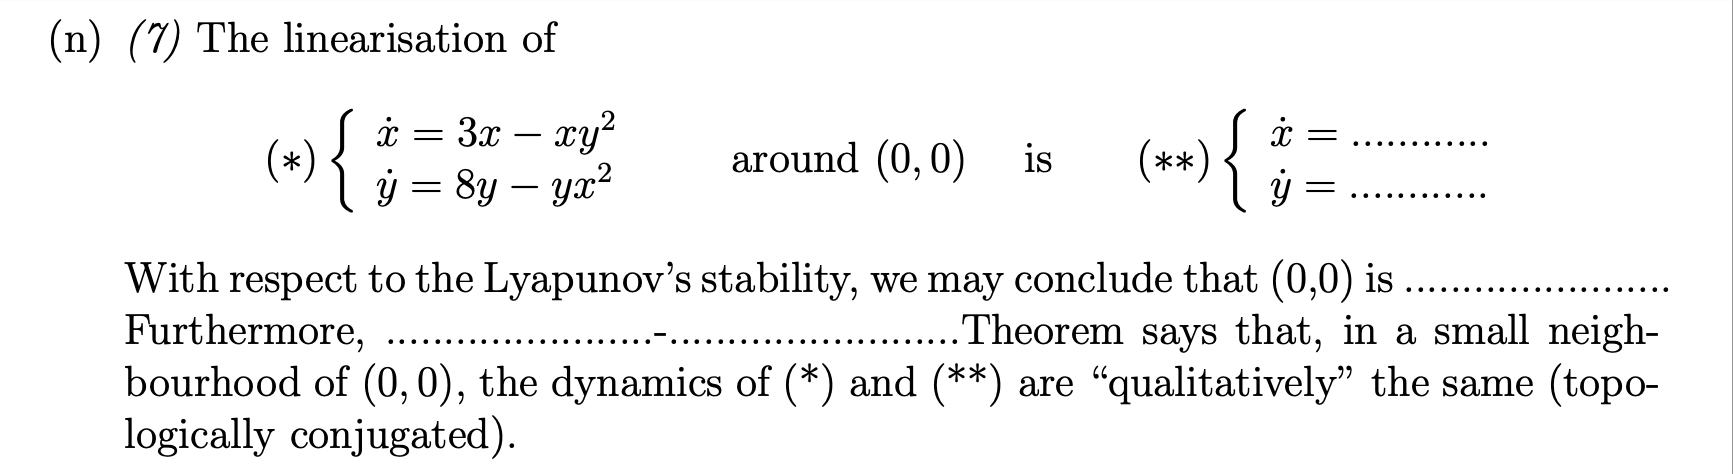 (n) (7) The linearisation of
(*) { ẋ = 3x − xy² around (0, 0) is (**) { ẋ = ............
ẏ = 8y − yx² ẏ = ............
With respect to the Lyapunov’s stability, we may conclude that (0,0) is .......................
Furthermore, .......................-.........................Theorem says that, in a small neigh-
bourhood of (0, 0), the dynamics of (*) and (**) are “qualitatively” the same (topo-
logically conjugated).